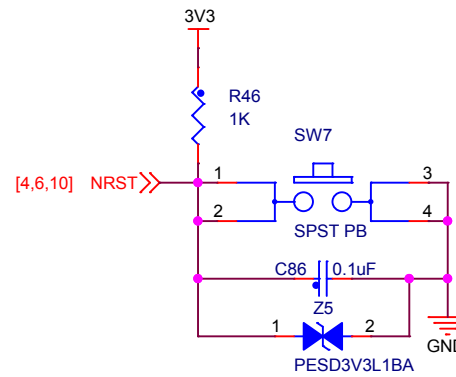 3V3
R46
1K
SW7
[4,6,10] NRST
1
3
2
4
SPST PB
C86 0.1uF
Z5
1
2
GND
PESD3V3L1BA